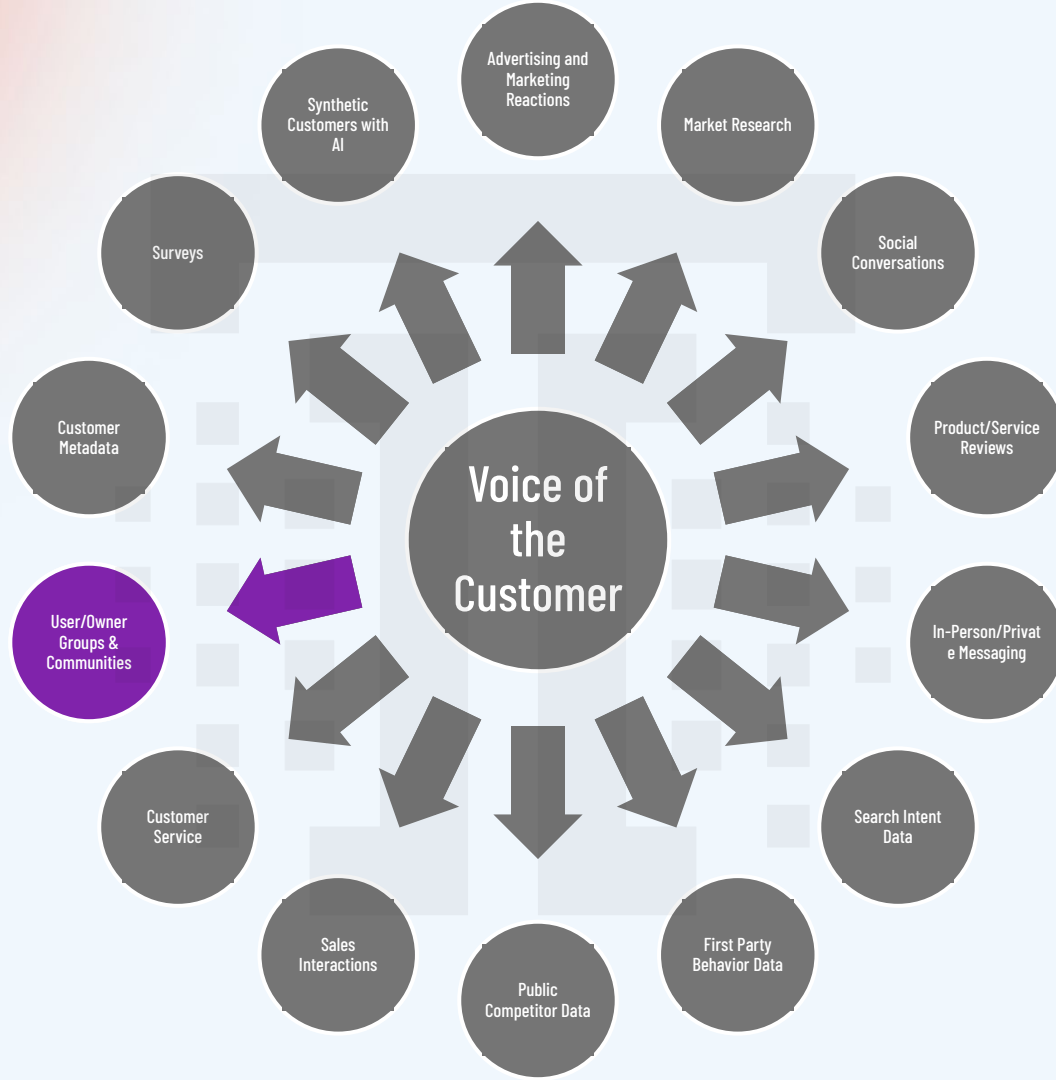 Voice of
the
Customer
Advertising and
Marketing
Reactions
Market Research
Social
Conversations
Product/Service
Reviews
In-Person/Privat
e Messaging
Search Intent
Data
First Party
Behavior Data
Public
Competitor Data
Sales
Interactions
Customer
Service
User/Owner
Groups &
Communities
Customer
Metadata
Surveys
Synthetic
Customers with
AI